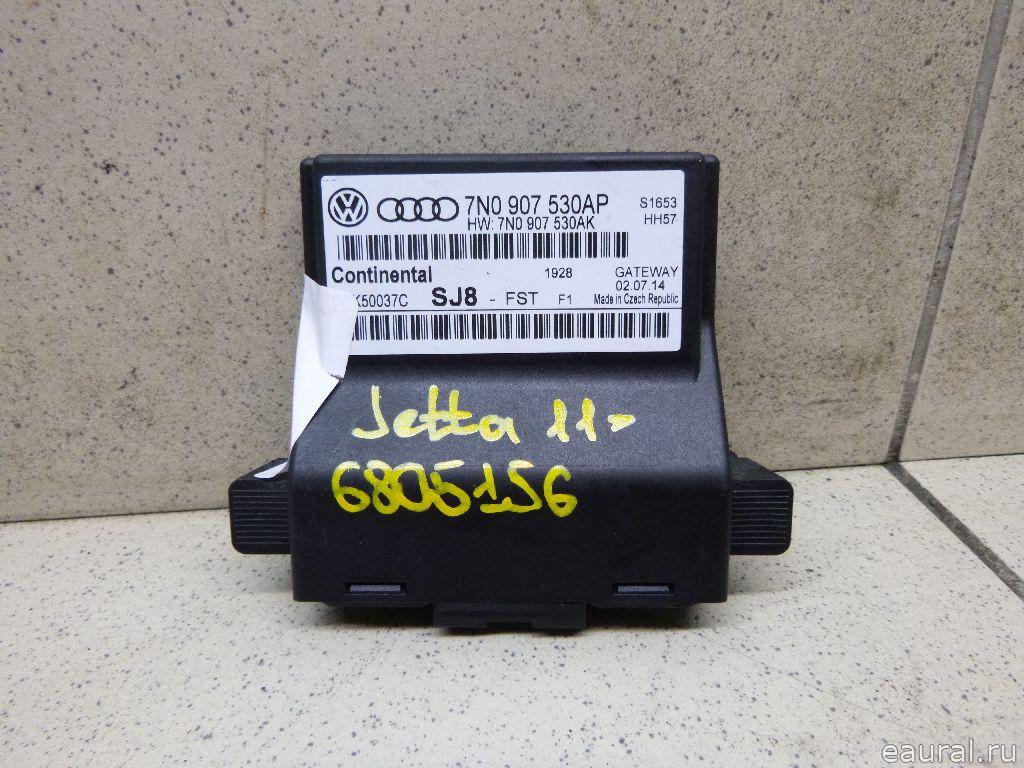 7N0 907 530AP
HW: 7N0 907 530AK
S1653
HH57
Continental
1928
GATEWAY
02.07.14
K50037C
SJ8 - FST F1
Made in Czech Republic
Jetta 11>
6805156
eaural.ru